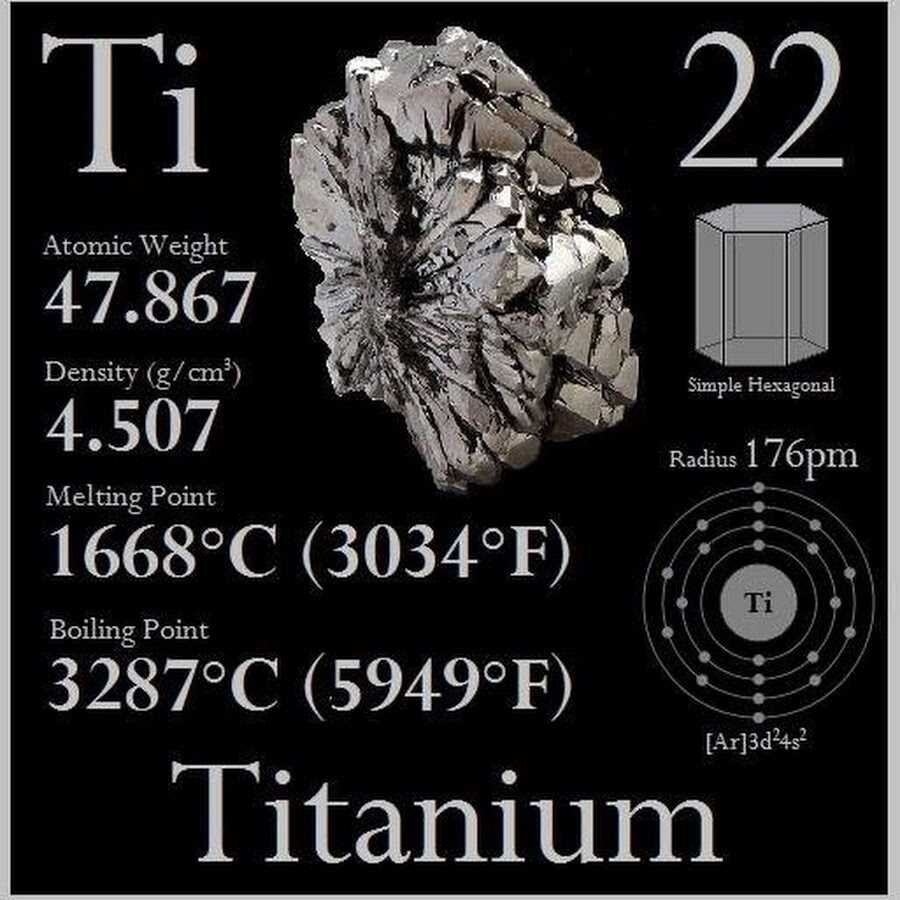 Ti
22
Atomic Weight
47.867
Density (g/cm³)
4.507
Melting Point
1668°C (3034°F)
Boiling Point
3287°C (5949°F)
Simple Hexagonal
Radius 176pm
Ti
[Ar]3d²4s²
Titanium